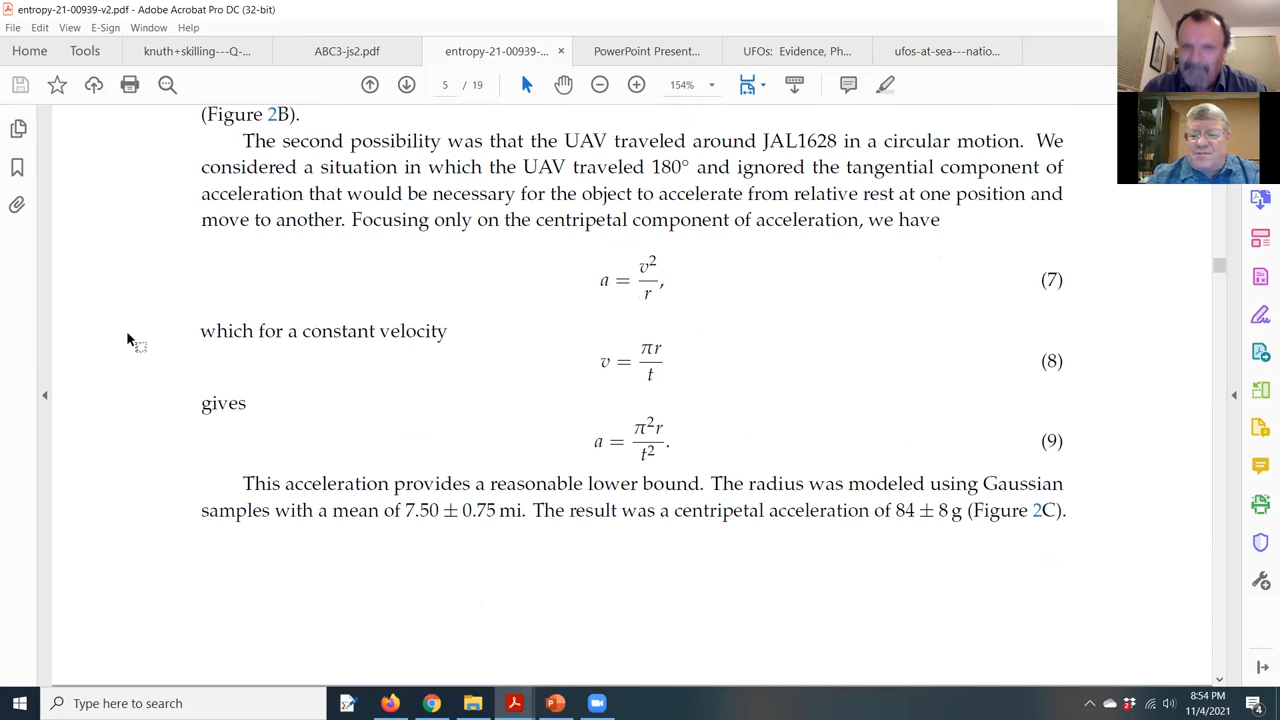 entropy-21-00939-v2.pdf - Adobe Acrobat Pro DC (32-bit)
File Edit View E-Sign Window Help
Home Tools knuth+skilling---Q-... ABC3-js2.pdf entropy-21-00939-... × PowerPoint Present... UFOs: Evidence, Ph... ufos-at-sea---natio...
5 / 19 154%
(Figure 2B).
The second possibility was that the UAV traveled around JAL1628 in a circular motion. We
considered a situation in which the UAV traveled 180° and ignored the tangential component of
acceleration that would be necessary for the object to accelerate from relative rest at one position and
move to another. Focusing only on the centripetal component of acceleration, we have
a = v²/r, (7)
which for a constant velocity
v = πr/t (8)
gives
a = π²r/t². (9)
This acceleration provides a reasonable lower bound. The radius was modeled using Gaussian
samples with a mean of 7.50 ± 0.75 mi. The result was a centripetal acceleration of 84 ± 8 g (Figure 2C).
Type here to search
8:54 PM
11/4/2021
4